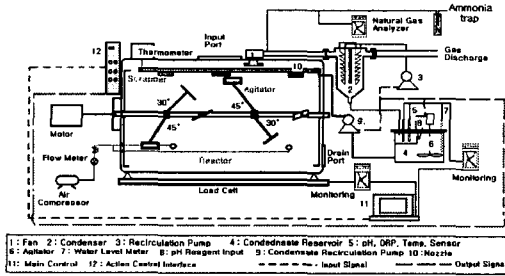 Ammonia
trap
Input
Port
Natural Gas
Analyzer
12
Thermometer
1
Gas
Discharge
Scrubber
10
2
3
Agitator
30°
45°
45°
30°
Motor
9
5
7
8
4
6
Flow Meter
Reactor
Drain
Port
Air
Compressor
Load Cell
Monitoring
11
Monitoring
1 : Fan 2 : Condenser 3 : Recirculation Pump 4 : Condednsate Reservoir 5 : pH, ORP, Temp. Sensor
6 : Agitator 7 : Water Level Meter 8 : pH Reagent Input 9 : Condensate Recirculation Pump 10 : Nozzle
11 : Main Control 12 : Action Control Interface Input Signal Output Signal